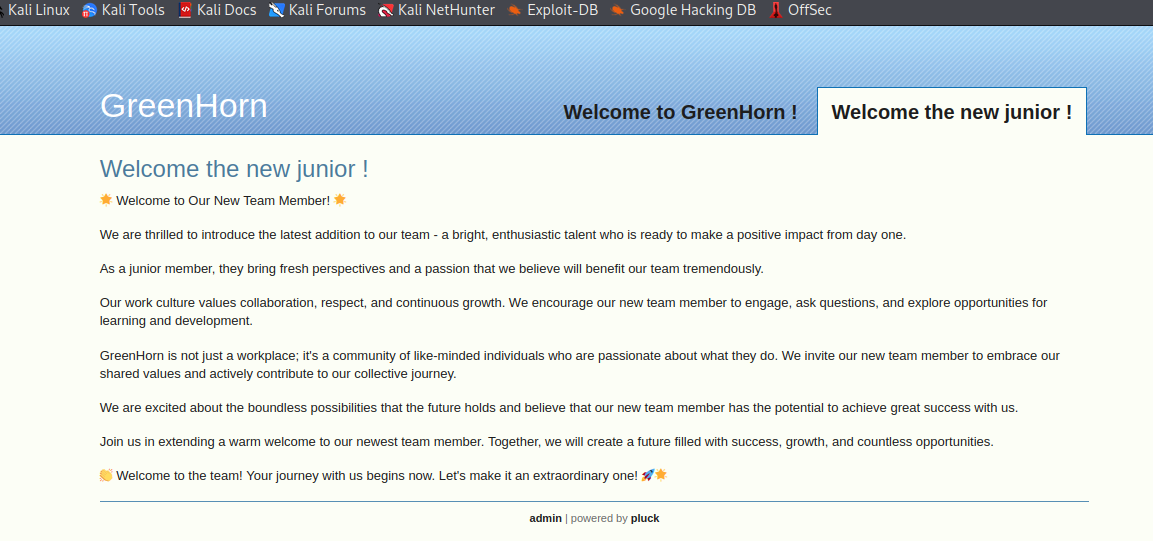 Kali Linux Kali Tools Kali Docs Kali Forums Kali NetHunter Exploit-DB Google Hacking DB OffSec
GreenHorn
Welcome to GreenHorn ! Welcome the new junior !
Welcome the new junior !
🌟 Welcome to Our New Team Member! 🌟
We are thrilled to introduce the latest addition to our team - a bright, enthusiastic talent who is ready to make a positive impact from day one.
As a junior member, they bring fresh perspectives and a passion that we believe will benefit our team tremendously.
Our work culture values collaboration, respect, and continuous growth. We encourage our new team member to engage, ask questions, and explore opportunities for
learning and development.
GreenHorn is not just a workplace; it's a community of like-minded individuals who are passionate about what they do. We invite our new team member to embrace our
shared values and actively contribute to our collective journey.
We are excited about the boundless possibilities that the future holds and believe that our new team member has the potential to achieve great success with us.
Join us in extending a warm welcome to our newest team member. Together, we will create a future filled with success, growth, and countless opportunities.
👏 Welcome to the team! Your journey with us begins now. Let's make it an extraordinary one! 🚀🌟
admin | powered by pluck